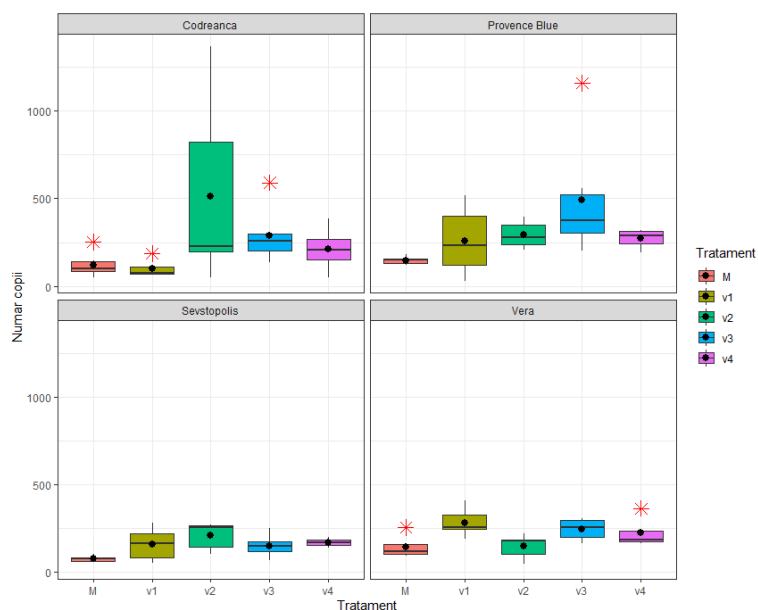 Codreanca
Provence Blue
1000
500
0
Sevstopolis
Vera
1000
500
0
M v1 v2 v3 v4
M v1 v2 v3 v4
Numar copii
Tratament
Tratament
M
v1
v2
v3
v4